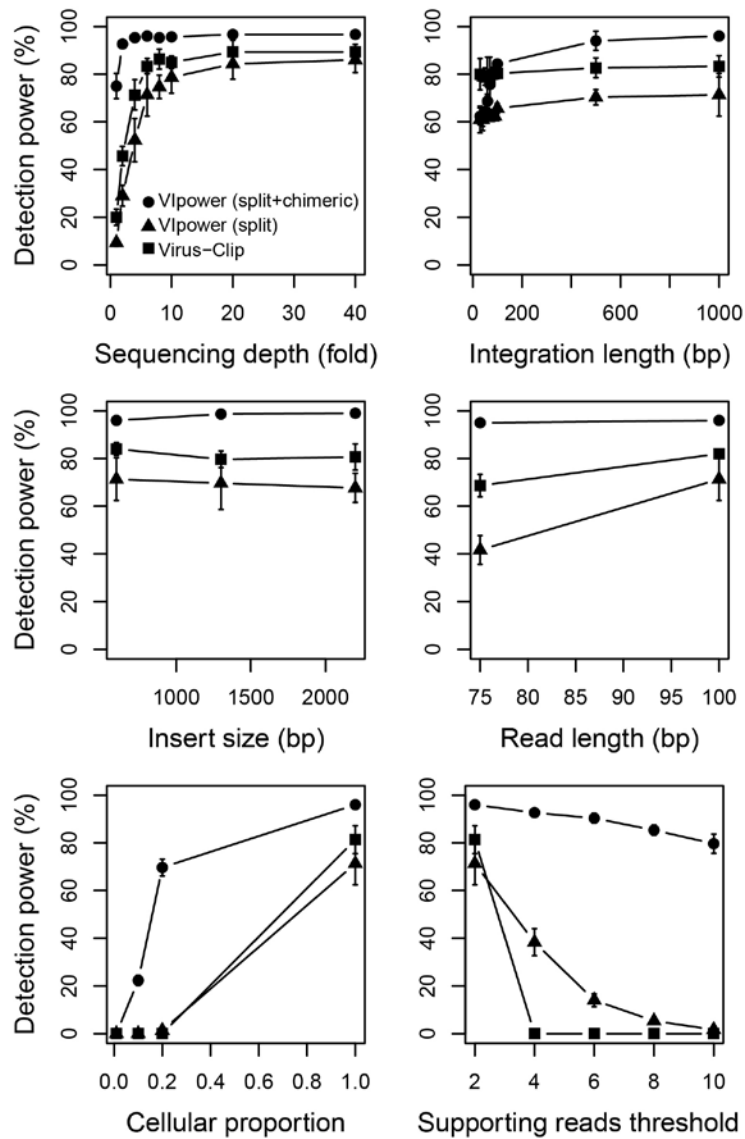 Detection power (%)
0 20 40 60 80 100
0 10 20 30 40
Sequencing depth (fold)
VIpower (split+chimeric)
VIpower (split)
Virus−Clip
0 20 40 60 80 100
0 200 600 1000
Integration length (bp)
Detection power (%)
0 20 40 60 80 100
1000 1500 2000
Insert size (bp)
0 20 40 60 80 100
75 80 85 90 95 100
Read length (bp)
Detection power (%)
0 20 40 60 80 100
0.0 0.2 0.4 0.6 0.8 1.0
Cellular proportion
0 20 40 60 80 100
2 4 6 8 10
Supporting reads threshold